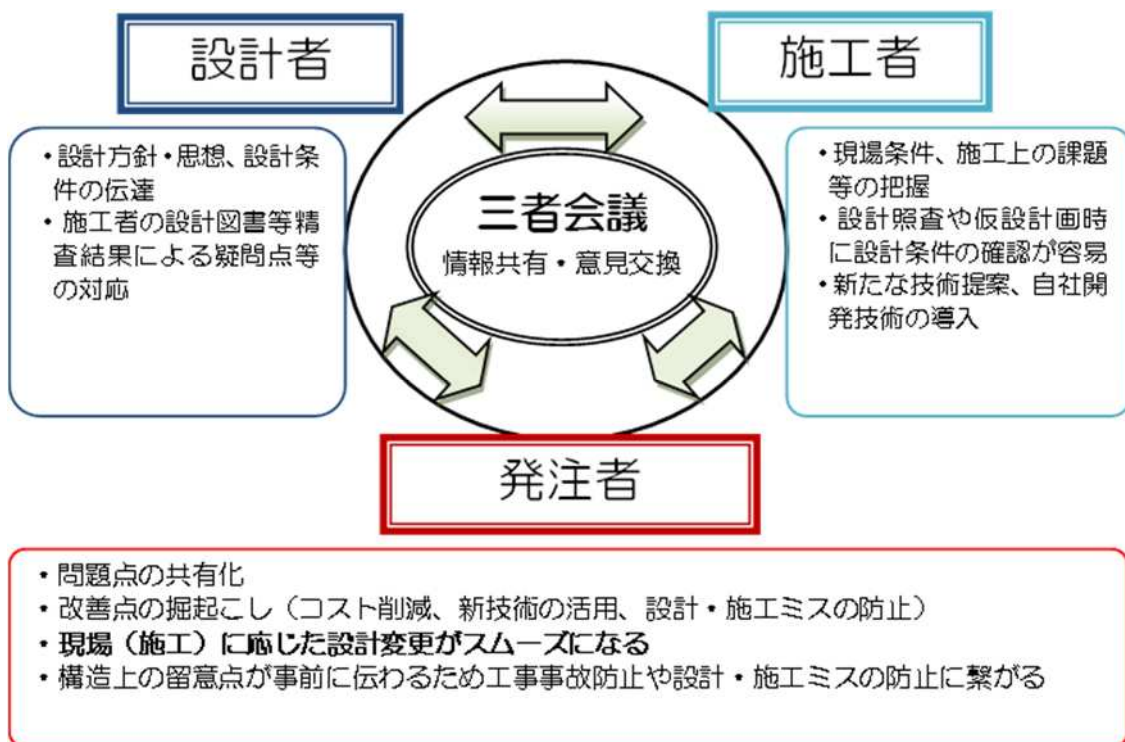 設計者
施工者
・設計方針・思想、設計条
件の伝達
・施工者の設計図書等精
査結果による疑問点等
の対応
三者会議
情報共有・意見交換
・現場条件、施工上の課題
等の把握
・設計照査や仮設計画時
に設計条件の確認が容易
・新たな技術提案、自社開
発技術の導入
発注者
・問題点の共有化
・改善点の掘起こし（コスト削減、新技術の活用、設計・施工ミスの防止）
・現場（施工）に応じた設計変更がスムーズになる
・構造上の留意点が事前に伝わるため工事事故防止や設計・施工ミスの防止に繋がる